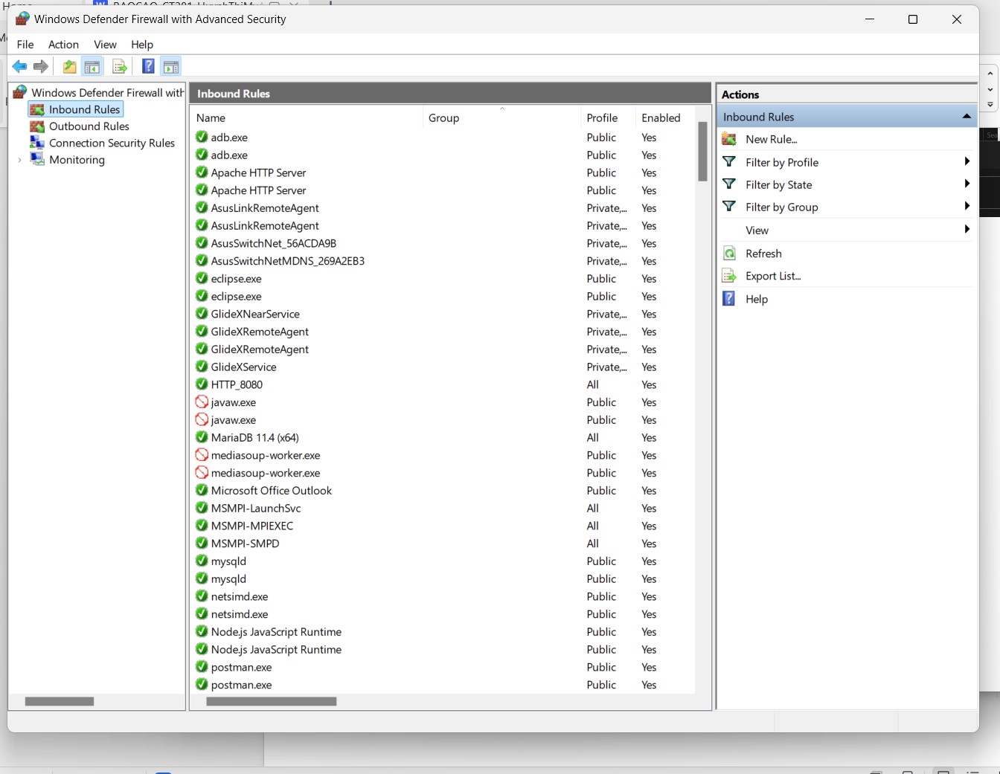 Windows Defender Firewall with Advanced Security
File Action View Help
Windows Defender Firewall with
Inbound Rules
Outbound Rules
Connection Security Rules
Monitoring
Inbound Rules
Name Group Profile Enabled
adb.exe Public Yes
adb.exe Public Yes
Apache HTTP Server Public Yes
Apache HTTP Server Public Yes
AsusLinkRemoteAgent Private,... Yes
AsusLinkRemoteAgent Private,... Yes
AsusSwitchNet_56ACDA9B Private,... Yes
AsusSwitchNetMDNS_269A2EB3 Private,... Yes
eclipse.exe Public Yes
eclipse.exe Public Yes
GlideXNearService Private,... Yes
GlideXRemoteAgent Private,... Yes
GlideXRemoteAgent Private,... Yes
GlideXService Private,... Yes
HTTP_8080 All Yes
javaw.exe Public Yes
javaw.exe Public Yes
MariaDB 11.4 (x64) All Yes
mediasoup-worker.exe Public Yes
mediasoup-worker.exe Public Yes
Microsoft Office Outlook Public Yes
MSMPI-LaunchSvc All Yes
MSMPI-MPIEXEC All Yes
MSMPI-SMPD All Yes
mysqld Public Yes
mysqld Public Yes
netsimd.exe Public Yes
netsimd.exe Public Yes
Node.js JavaScript Runtime Public Yes
Node.js JavaScript Runtime Public Yes
postman.exe Public Yes
postman.exe Public Yes
Actions
Inbound Rules
New Rule...
Filter by Profile
Filter by State
Filter by Group
View
Refresh
Export List...
Help